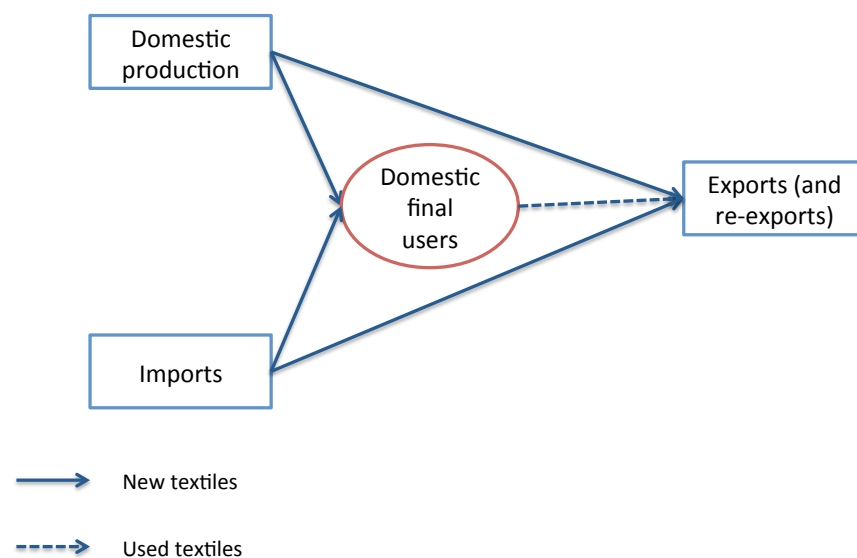 Domestic
production
Domestic
final
users
Exports (and
re-exports)
Imports
New textiles
Used textiles